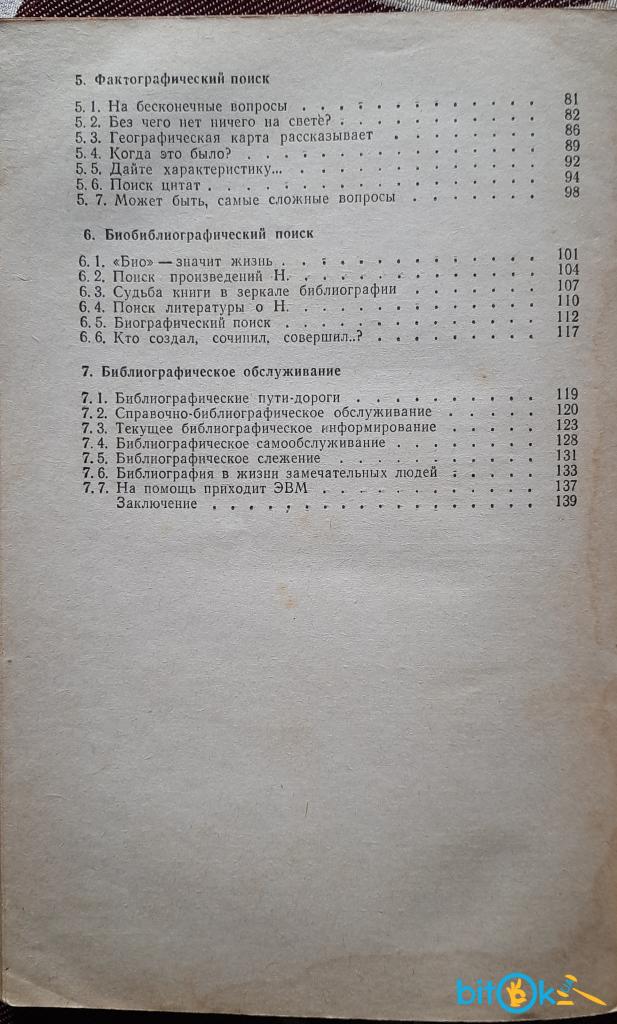 5. Фактографический поиск
5. 1. На бесконечные вопросы . . . . . . . . . . . . 81
5. 2. Без чего нет ничего на свете? . . . . . . . . . . 82
5. 3. Географическая карта рассказывает . . . . . . . . 86
5. 4. Когда это было? . . . . . . . . . . . . . . . 89
5. 5. Дайте характеристику... . . . . . . . . . . . . 92
5. 6. Поиск цитат . . . . . . . . . . . . . . . . . 94
5. 7. Может быть, самые сложные вопросы . . . . . . . 98
6. Биобиблиографический поиск
6. 1. «Био» — значит жизнь . . . . . . . . . . . . . 101
6. 2. Поиск произведений Н. . . . . . . . . . . . . . 104
6. 3. Судьба книги в зеркале библиографии . . . . . . . 107
6. 4. Поиск литературы о Н. . . . . . . . . . . . . . 110
6. 5. Биографический поиск . . . . . . . . . . . . . 112
6. 6. Кто создал, сочинил, совершил..? . . . . . . . . . 117
7. Библиографическое обслуживание
7. 1. Библиографические пути-дороги . . . . . . . . . . 119
7. 2. Справочно-библиографическое обслуживание . . . . . 120
7. 3. Текущее библиографическое информирование . . . . . 123
7. 4. Библиографическое самообслуживание . . . . . . . . 128
7. 5. Библиографическое слежение . . . . . . . . . . . 131
7. 6. Библиография в жизни замечательных людей . . . . . 133
7. 7. На помощь приходит ЭВМ . . . . . . . . . . . . 137
Заключение . . . . . . . . . . . . . . . . . 139
bitOk